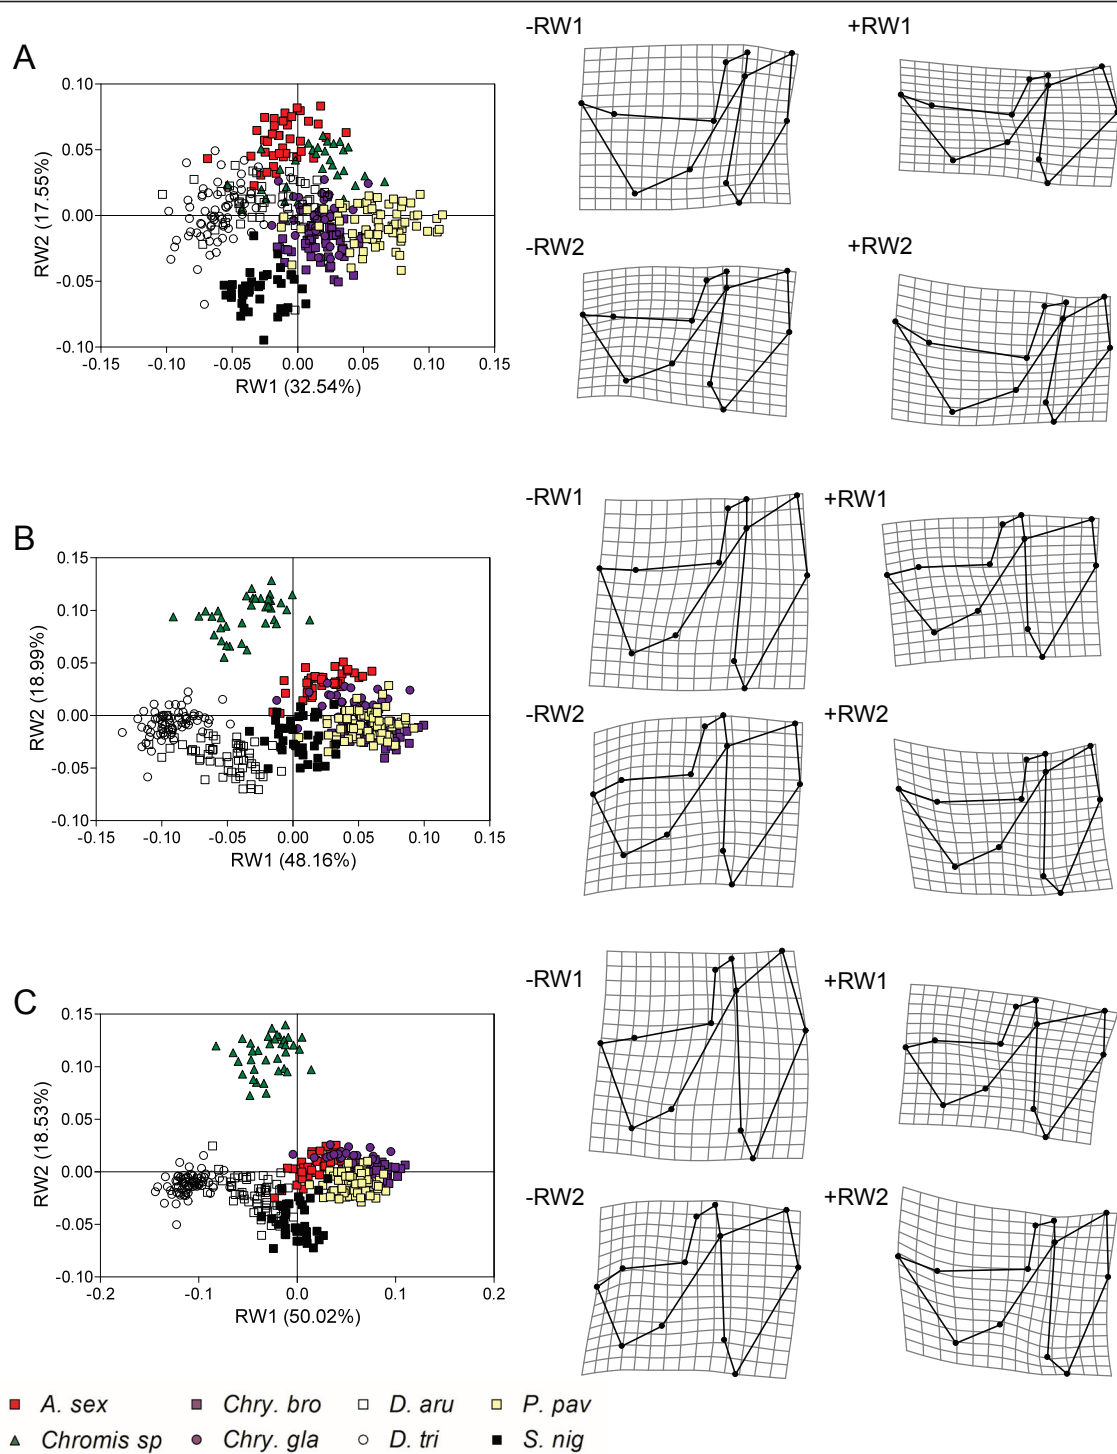 A
-RW1
+RW1
0.10
0.05
0.00
-0.05
-0.10
-0.15
-0.10
-0.05
0.00
0.05
0.10
0.15
RW2 (17.55%)
RW1 (32.54%)
-RW2
+RW2
B
-RW1
+RW1
0.15
0.10
0.05
0.00
-0.05
-0.10
-0.15
-0.10
-0.05
0.00
0.05
0.10
0.15
RW2 (18.99%)
RW1 (48.16%)
-RW2
+RW2
C
-RW1
+RW1
0.15
0.10
0.05
0.00
-0.05
-0.10
-0.2
-0.1
0.0
0.1
0.2
RW2 (18.53%)
RW1 (50.02%)
-RW2
+RW2
A. sex
Chry. bro
D. aru
P. pav
Chromis sp
Chry. gla
D. tri
S. nig